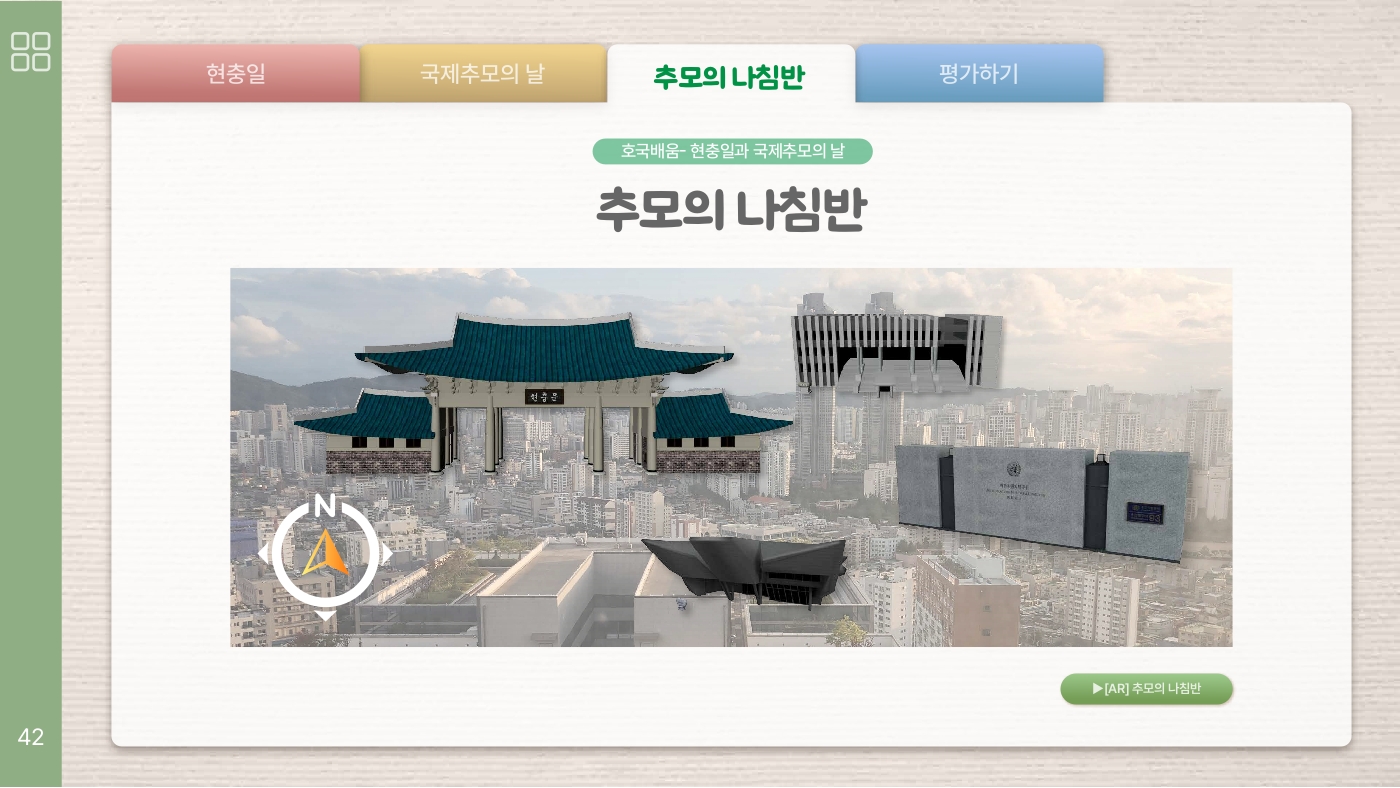 현충일
국제추모의 날
추모의 나침반
평가하기
호국배움- 현충일과 국제추모의 날
추모의 나침반
현충문
N
▶[AR] 추모의 나침반
42